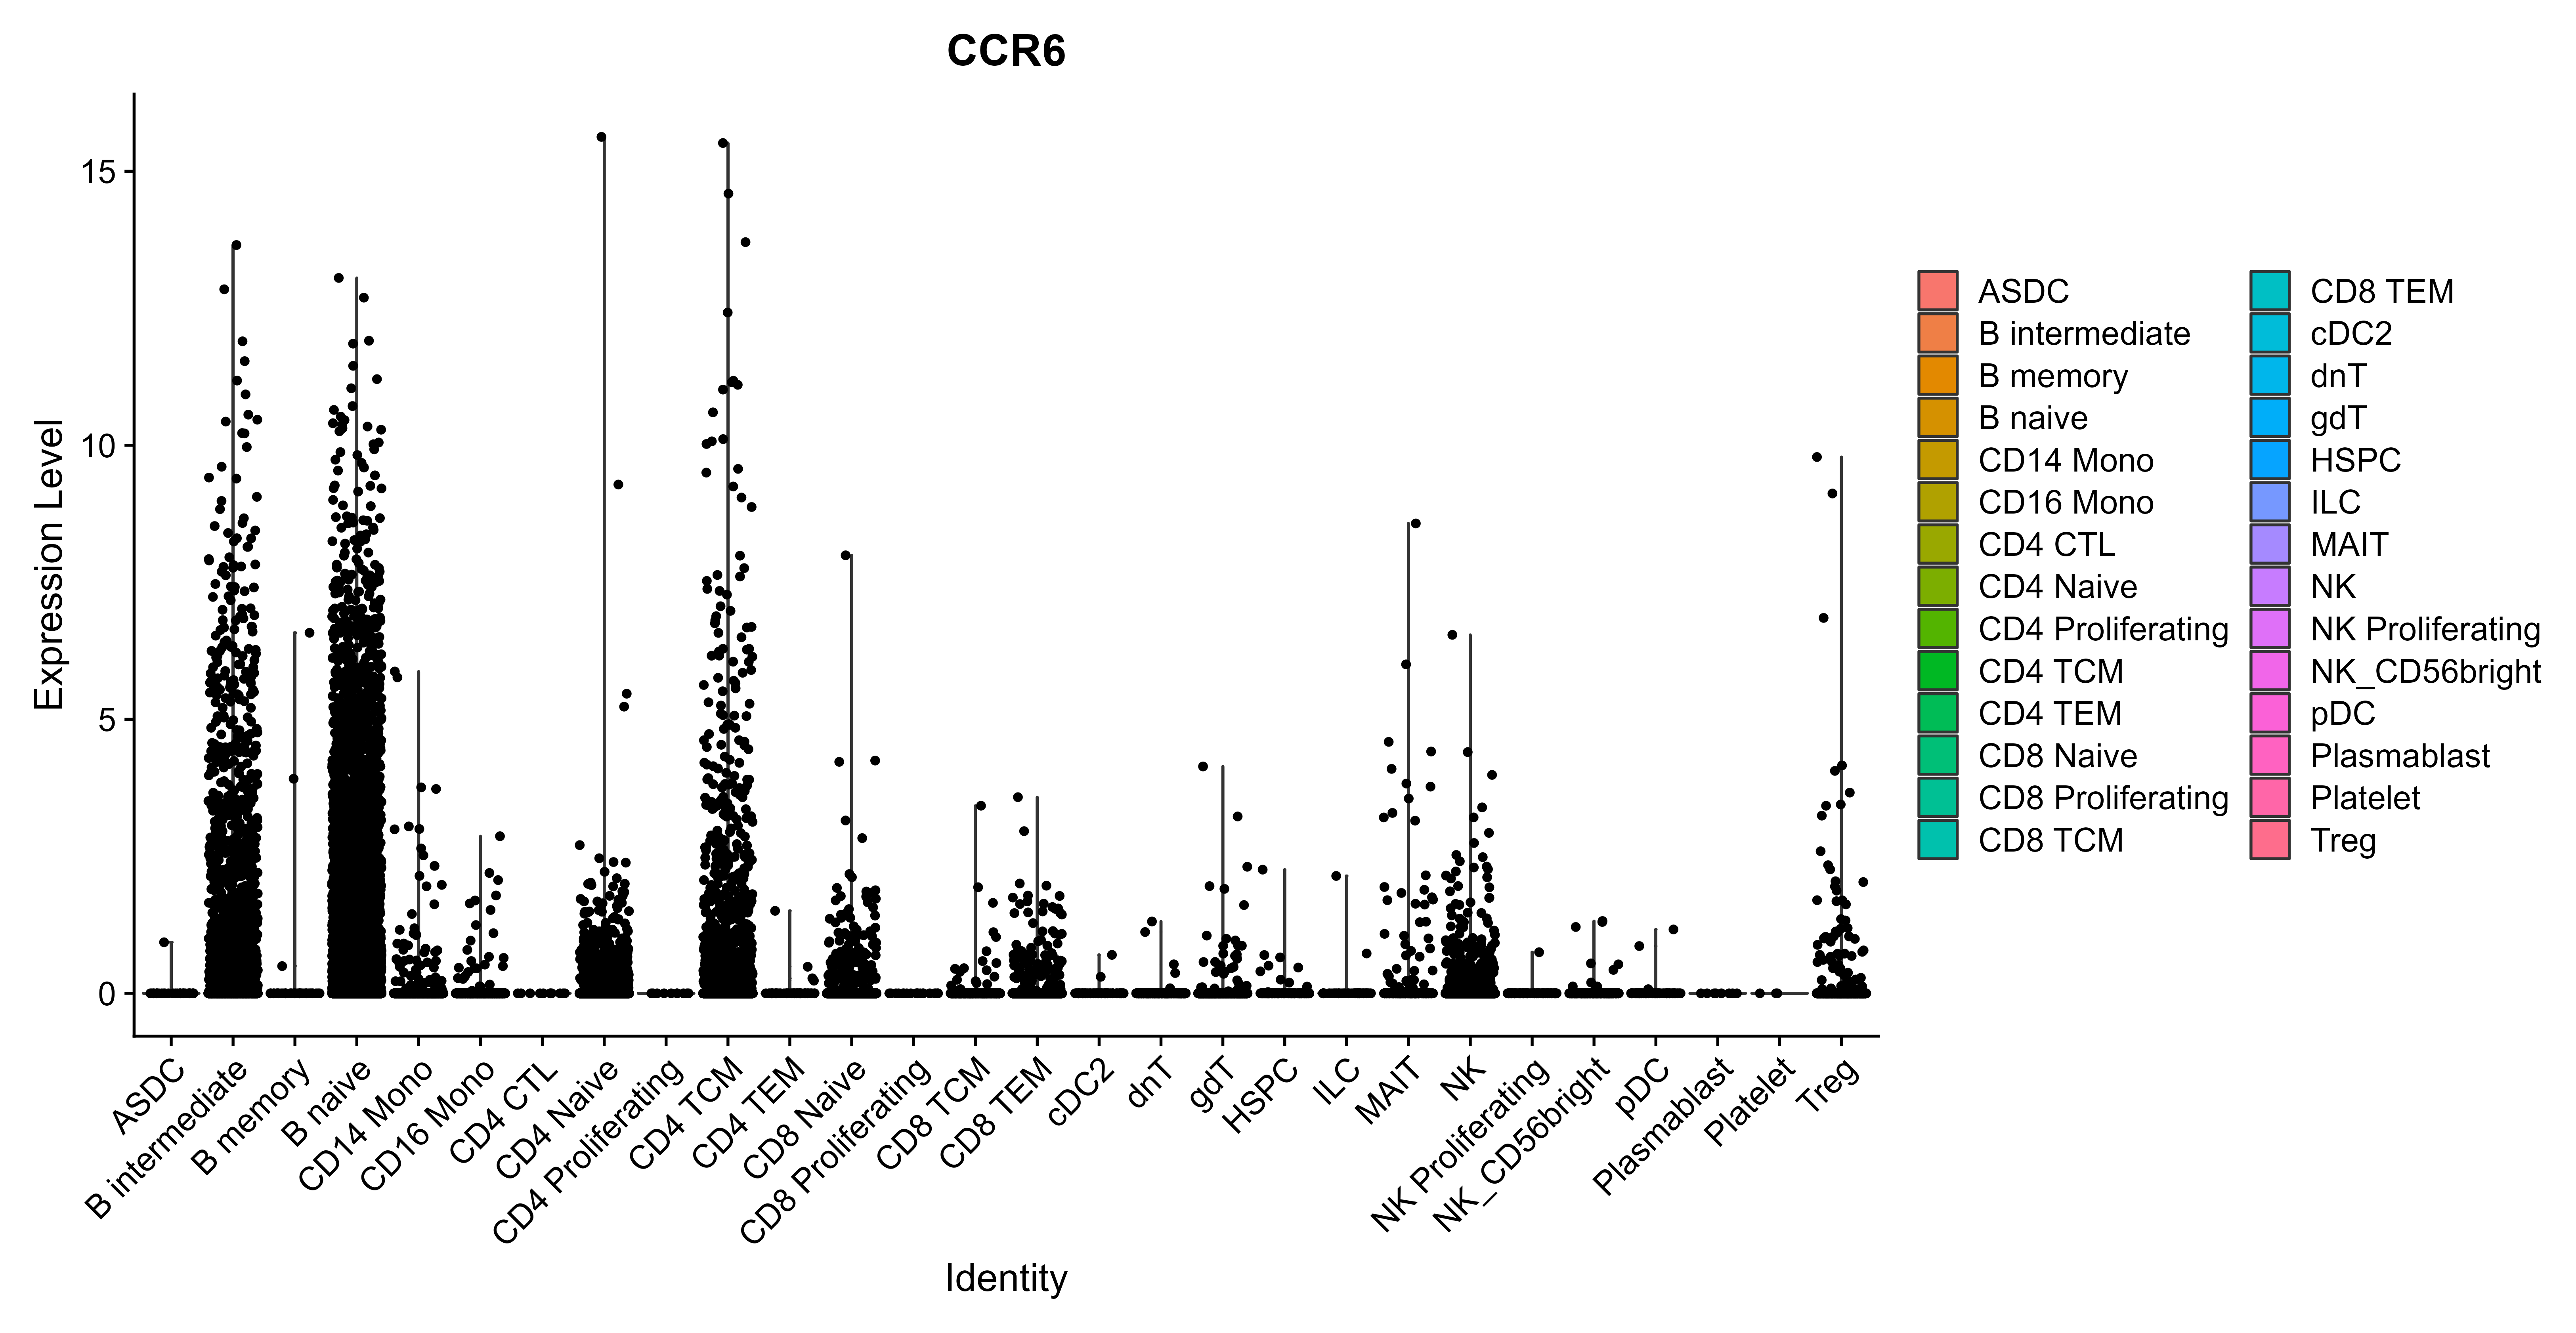 CCR6
Expression Level
15
10
5
0
ASDC
B intermediate
B memory
B naive
CD14 Mono
CD16 Mono
CD4 CTL
CD4 Naive
CD4 Proliferating
CD4 TCM
CD4 TEM
CD8 Naive
CD8 Proliferating
CD8 TCM
CD8 TEM
cDC2
dnT
gdT
HSPC
ILC
MAIT
NK
NK Proliferating
NK_CD56bright
pDC
Plasmablast
Platelet
Treg
Identity
ASDC
B intermediate
B memory
B naive
CD14 Mono
CD16 Mono
CD4 CTL
CD4 Naive
CD4 Proliferating
CD4 TCM
CD4 TEM
CD8 Naive
CD8 Proliferating
CD8 TCM
CD8 TEM
cDC2
dnT
gdT
HSPC
ILC
MAIT
NK
NK Proliferating
NK_CD56bright
pDC
Plasmablast
Platelet
Treg